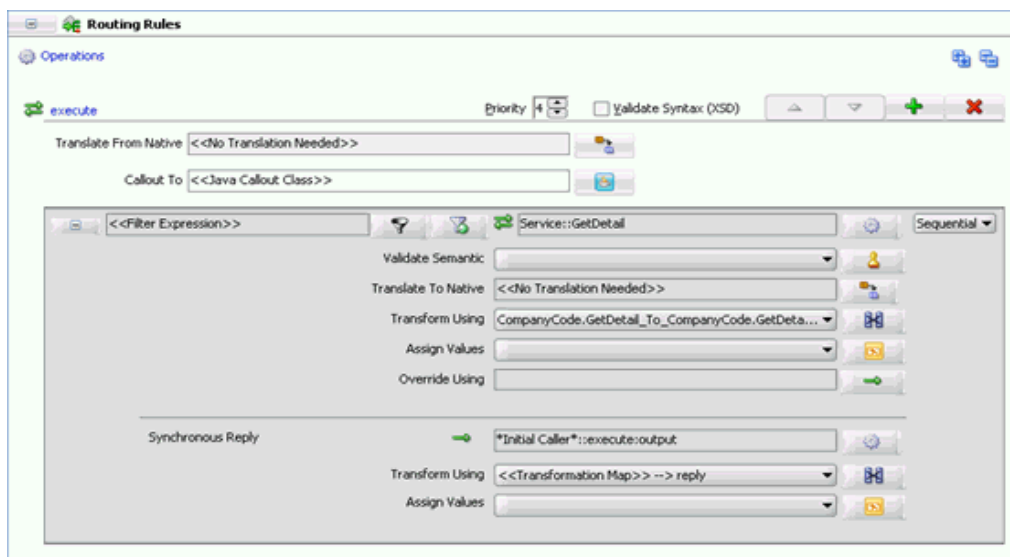 Routing Rules
Operations
execute Priority 4 Validate Syntax (XSD)
Translate From Native <<No Translation Needed>>
Callout To <<Java Callout Class>>
<<Filter Expression>> Service::GetDetail Sequential
Validate Semantic
Translate To Native <<No Translation Needed>>
Transform Using CompanyCode.GetDetail_To_CompanyCode.GetDeta...
Assign Values
Override Using
Synchronous Reply *Initial Caller*::execute:output
Transform Using <<Transformation Map>> --> reply
Assign Values